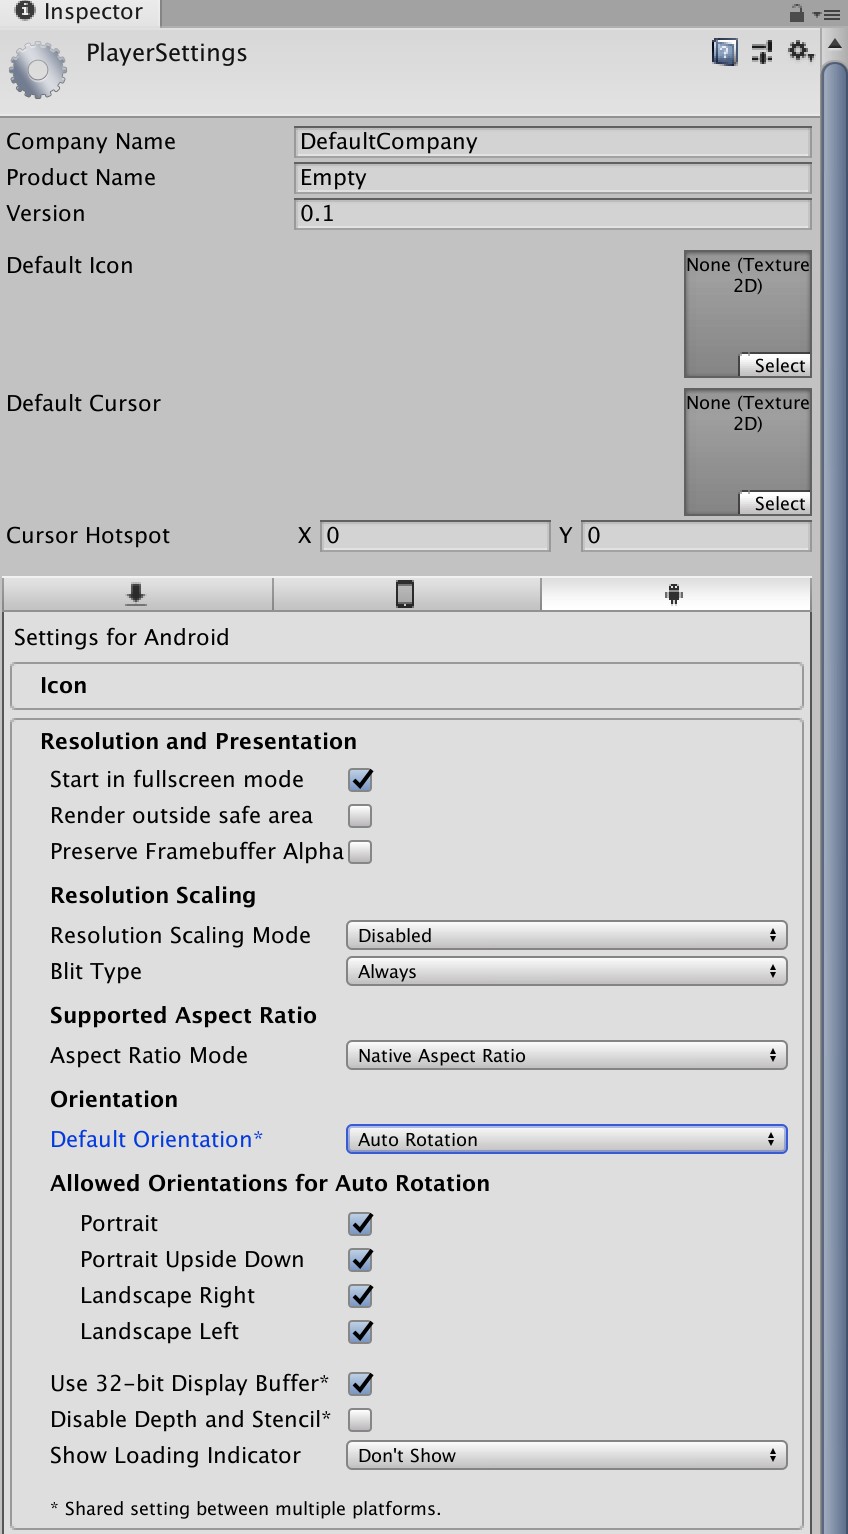 Inspector
PlayerSettings
Company Name DefaultCompany
Product Name Empty
Version 0.1
Default Icon
None (Texture
2D)
Select
Default Cursor
None (Texture
2D)
Select
Cursor Hotspot X 0 Y 0
Settings for Android
Icon
Resolution and Presentation
Start in fullscreen mode
Render outside safe area
Preserve Framebuffer Alpha
Resolution Scaling
Resolution Scaling Mode Disabled
Blit Type Always
Supported Aspect Ratio
Aspect Ratio Mode Native Aspect Ratio
Orientation
Default Orientation* Auto Rotation
Allowed Orientations for Auto Rotation
Portrait
Portrait Upside Down
Landscape Right
Landscape Left
Use 32-bit Display Buffer*
Disable Depth and Stencil*
Show Loading Indicator Don't Show
* Shared setting between multiple platforms.